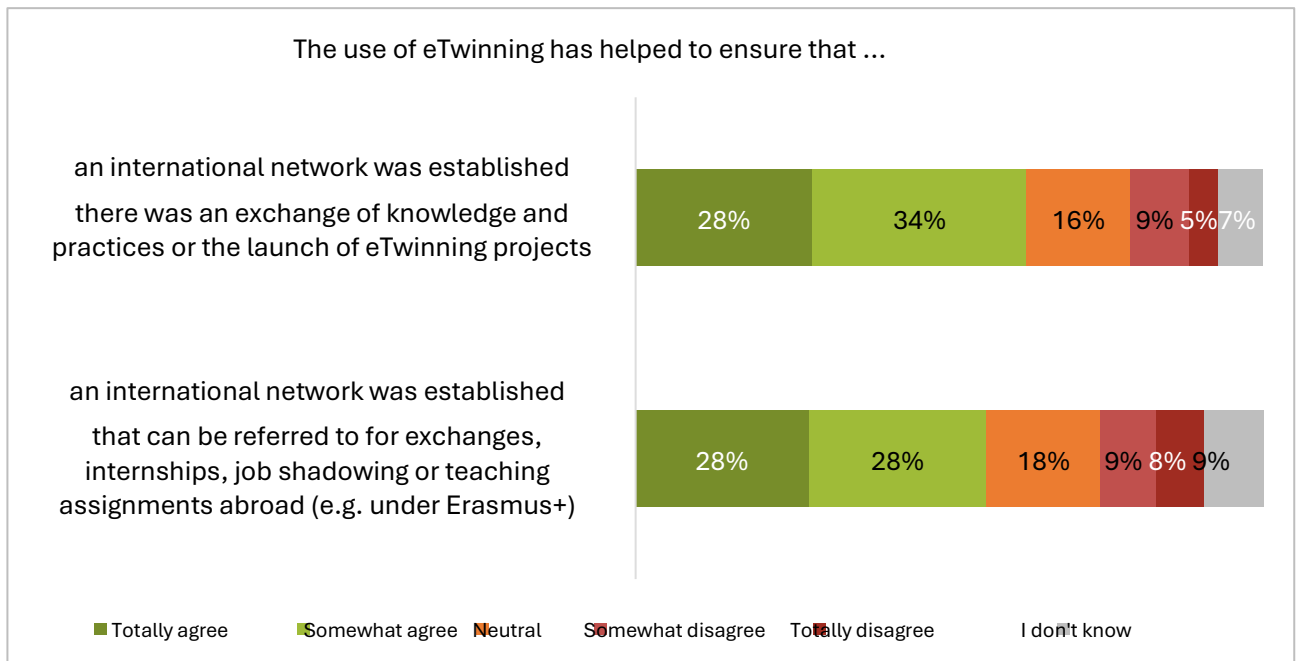 The use of eTwinning has helped to ensure that ...
an international network was established
there was an exchange of knowledge and
practices or the launch of eTwinning projects
28% 34% 16% 9% 5% 7%
an international network was established
that can be referred to for exchanges,
internships, job shadowing or teaching
assignments abroad (e.g. under Erasmus+)
28% 28% 18% 9% 8% 9%
Totally agree Somewhat agree Neutral Somewhat disagree Totally disagree I don't know